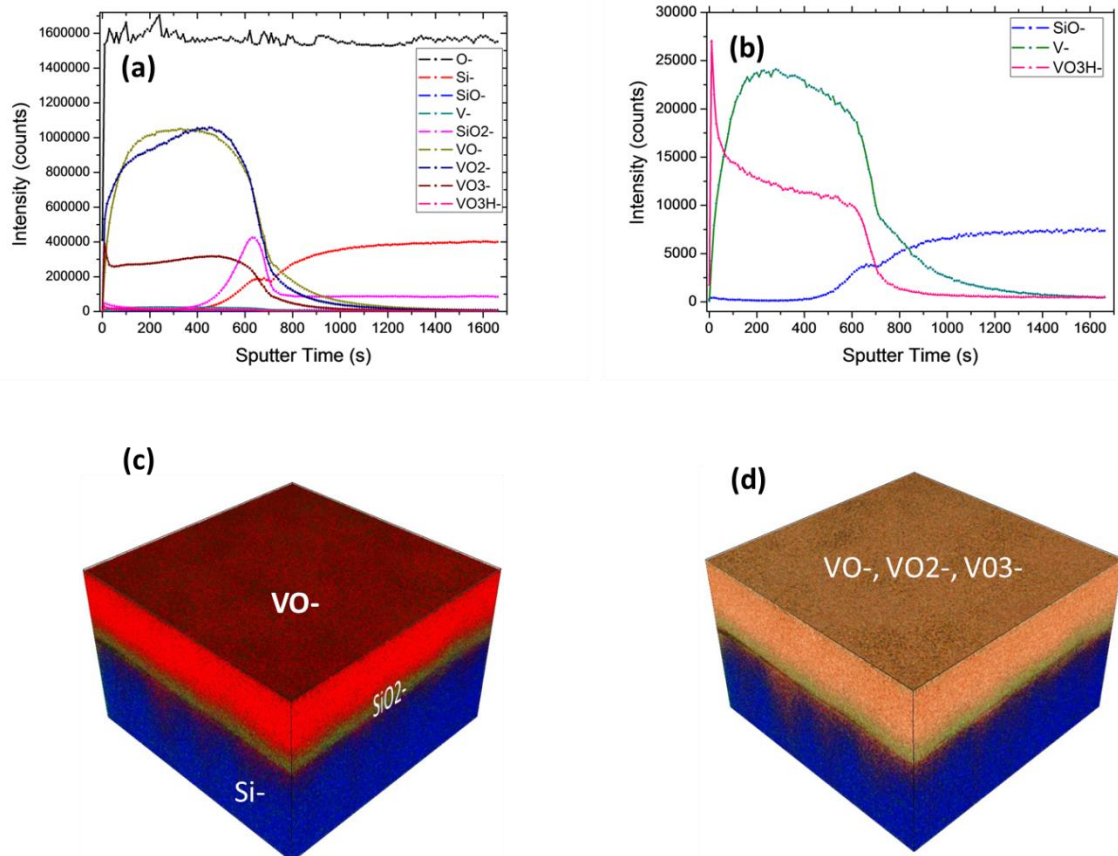 (a)
1600000
1400000
1200000
1000000
800000
600000
400000
200000
0
0 200 400 600 800 1000 1200 1400 1600
Intensity (counts)
Sputter Time (s)
O-
Si-
SiO-
V-
SiO2-
VO-
VO2-
VO3-
VO3H-
(b)
30000
25000
20000
15000
10000
5000
0
0 200 400 600 800 1000 1200 1400 1600
Intensity (counts)
Sputter Time (s)
SiO-
V-
VO3H-
(c)
VO-
SiO2-
Si-
(d)
VO-, VO2-, V03-